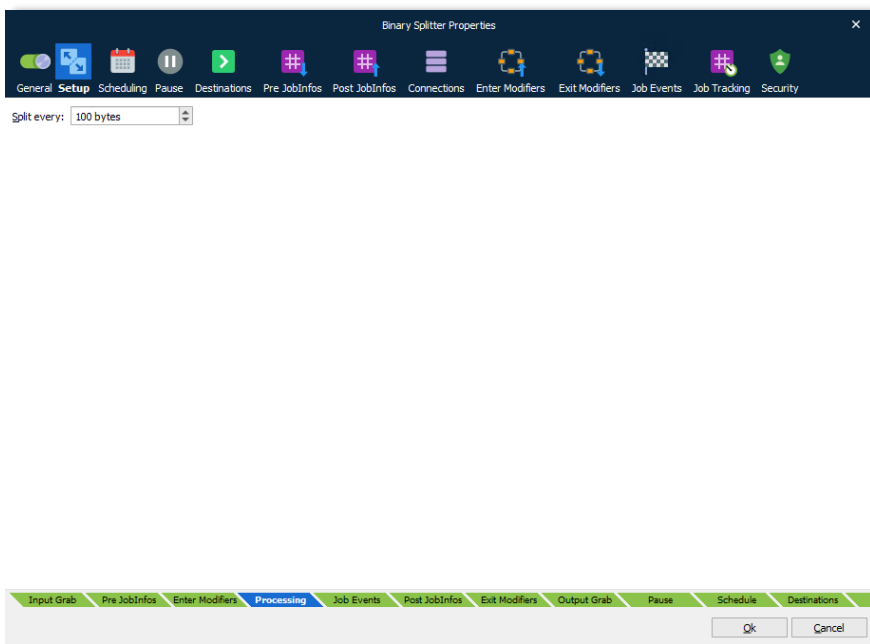 Binary Splitter Properties
General Setup Scheduling Pause Destinations Pre JobInfos Post JobInfos Connections Enter Modifiers Exit Modifiers Job Events Job Tracking Security
Split every: 100 bytes
Input Grab Pre JobInfos Enter Modifiers Processing Job Events Post JobInfos Exit Modifiers Output Grab Pause Schedule Destinations
Ok Cancel